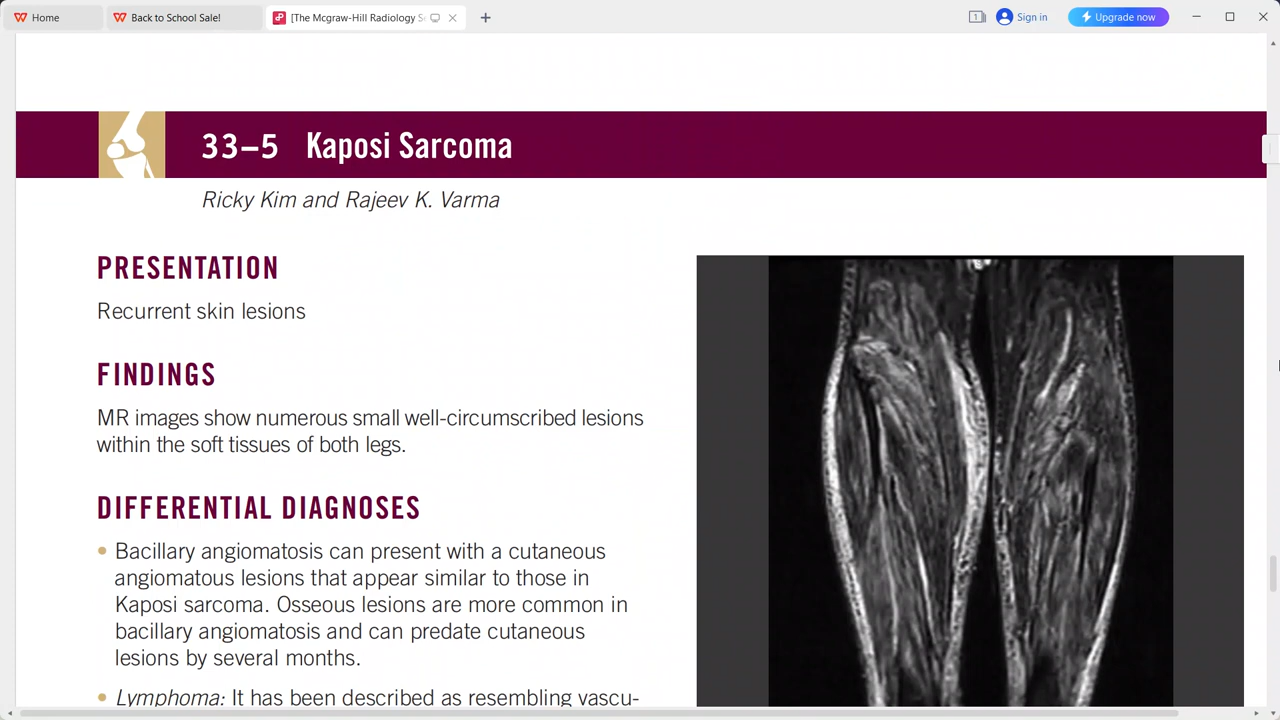 Home
Back to School Sale!
[The Mcgraw-Hill Radiology S
1
Sign in
Upgrade now
33–5 Kaposi Sarcoma
Ricky Kim and Rajeev K. Varma
PRESENTATION
Recurrent skin lesions
FINDINGS
MR images show numerous small well-circumscribed lesions
within the soft tissues of both legs.
DIFFERENTIAL DIAGNOSES
• Bacillary angiomatosis can present with a cutaneous
angiomatous lesions that appear similar to those in
Kaposi sarcoma. Osseous lesions are more common in
bacillary angiomatosis and can predate cutaneous
lesions by several months.
• Lymphoma: It has been described as resembling vascu-